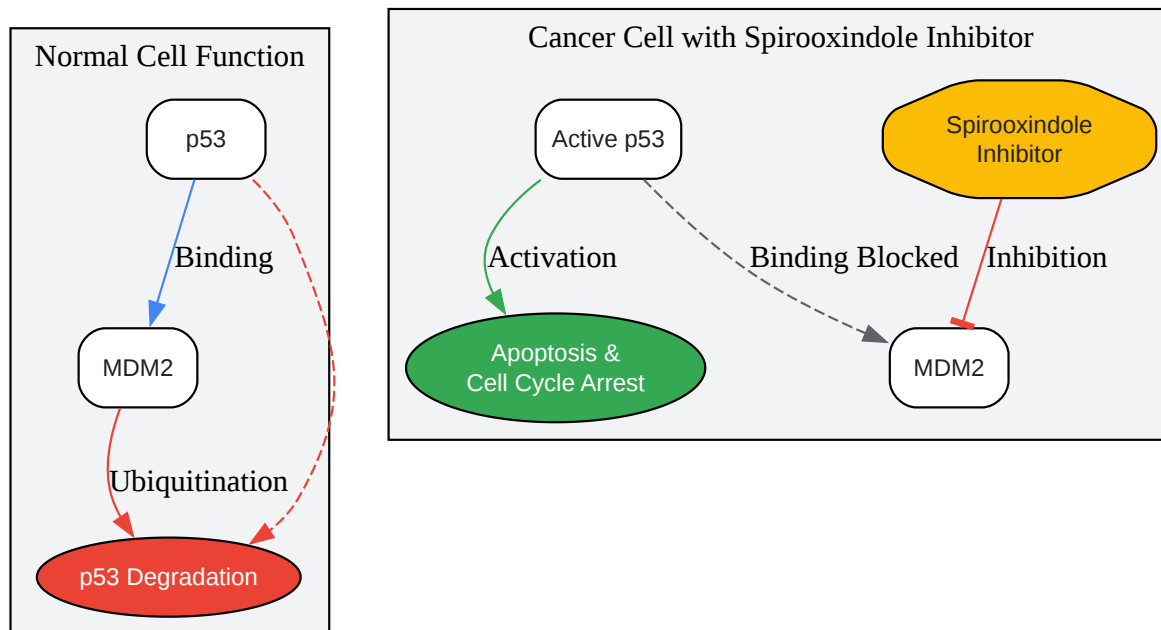 Normal Cell Function
p53
Binding
MDM2
Ubiquitination
p53 Degradation
Cancer Cell with Spirooxindole Inhibitor
Active p53
Spirooxindole
Inhibitor
Activation
Binding Blocked
Inhibition
Apoptosis &
Cell Cycle Arrest
MDM2